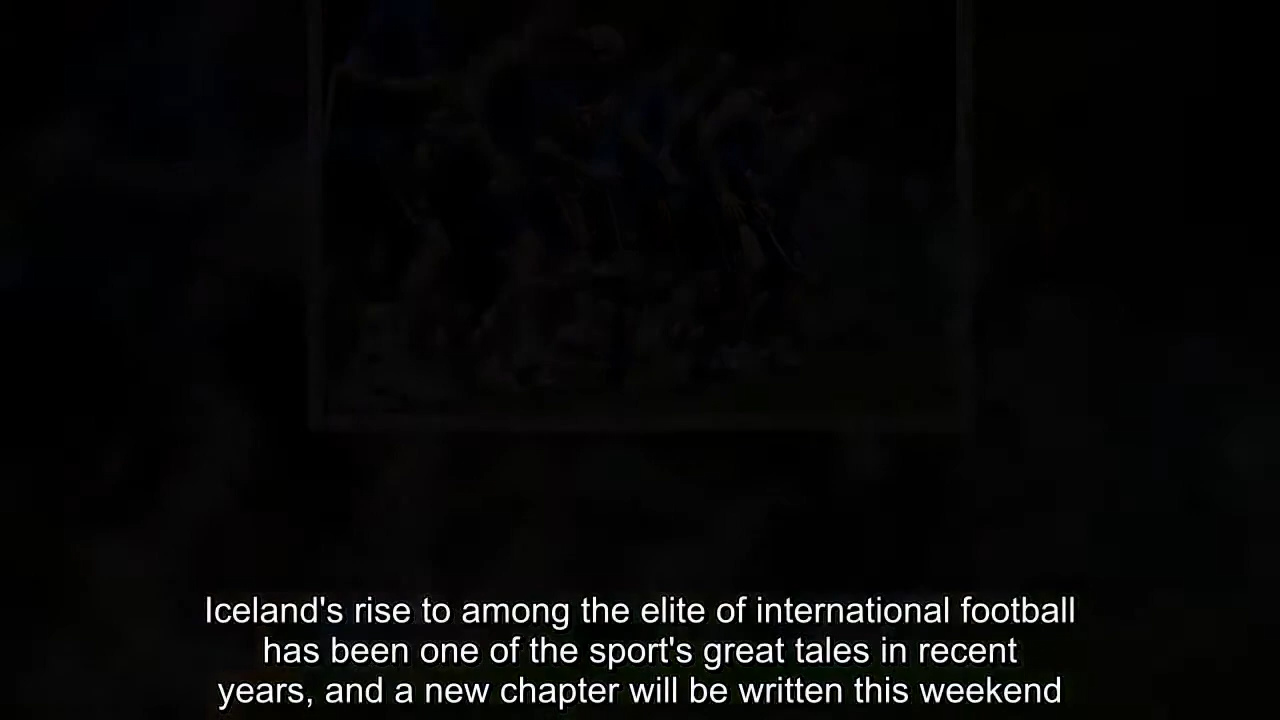 Iceland's rise to among the elite of international football
has been one of the sport's great tales in recent
years, and a new chapter will be written this weekend